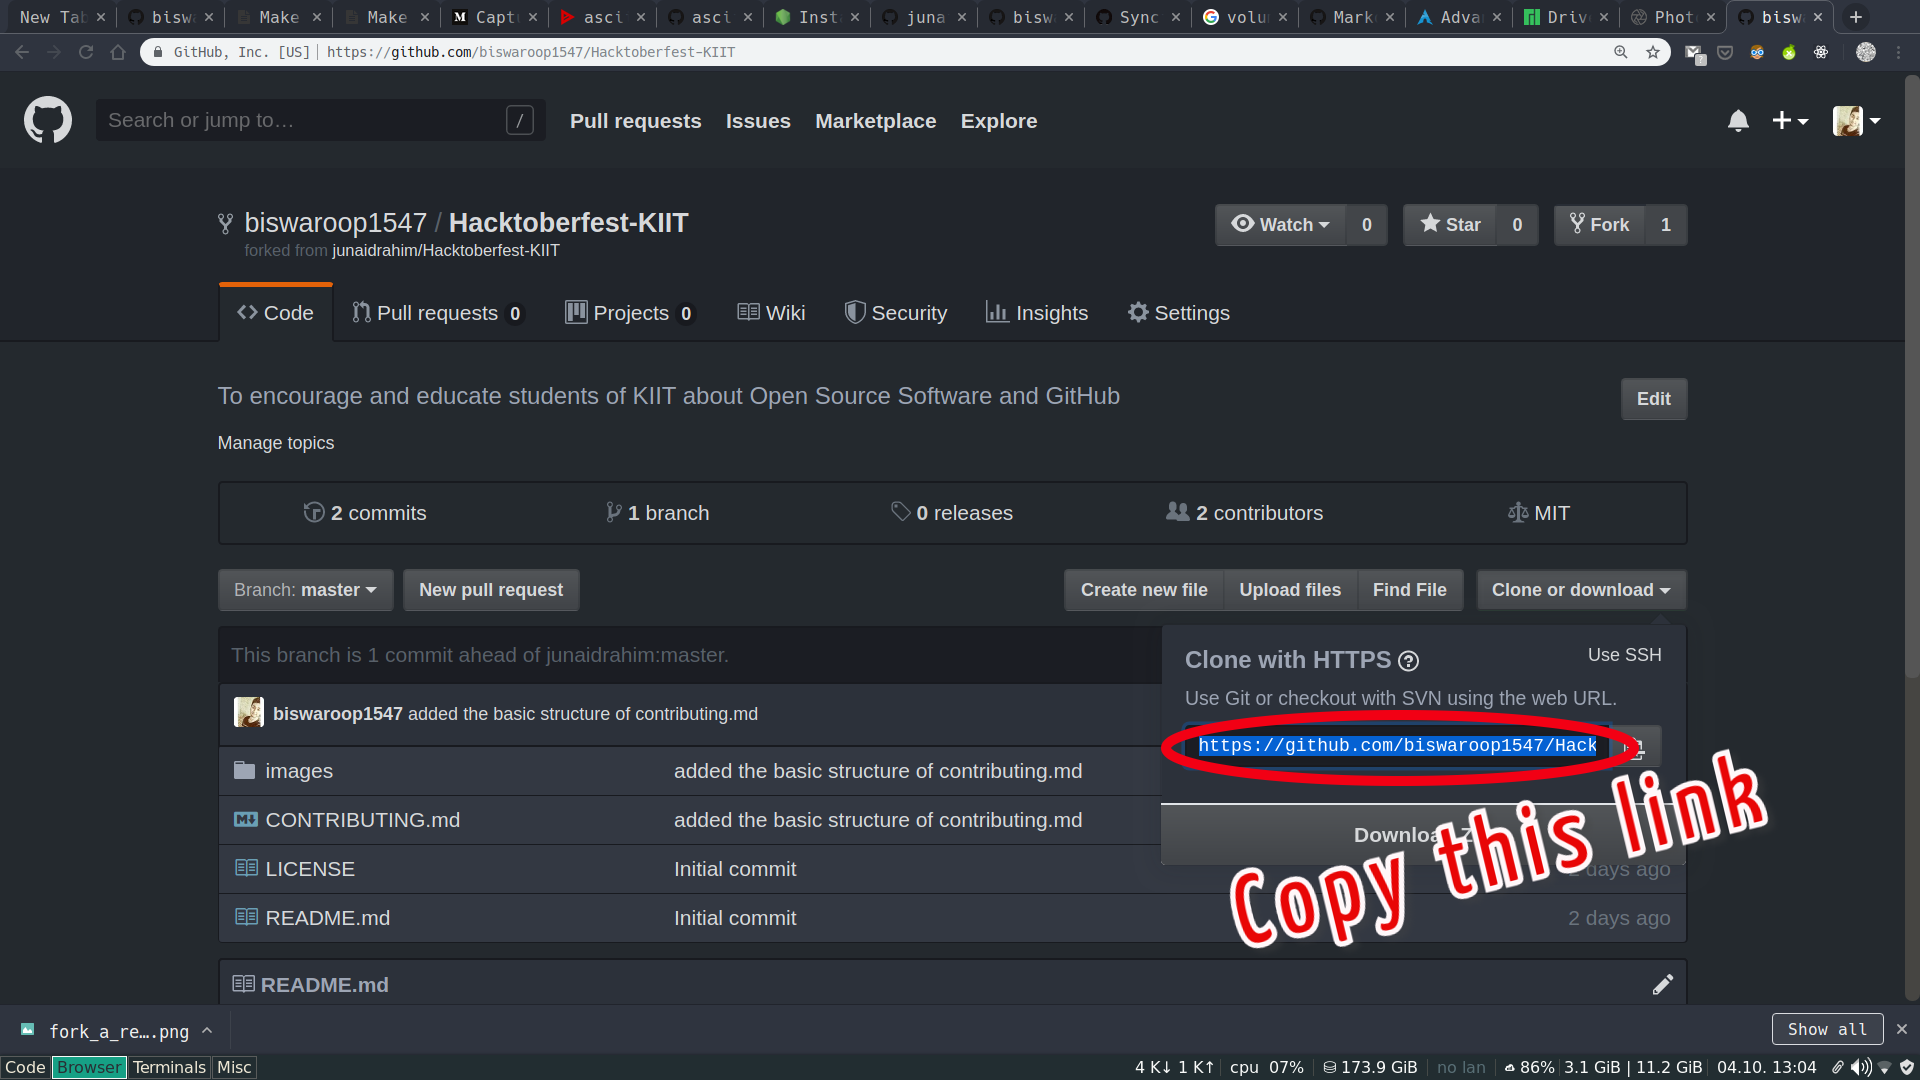 New Tab
bisw
Make
Make
M Capt
asci
asci
Insta
juna
bisw
Sync
G volu
Mark
Adva
Driv
Phot
bisw
GitHub, Inc. [US] | https://github.com/biswaroop1547/Hacktoberfest-KIIT
Search or jump to… /
Pull requests
Issues
Marketplace
Explore
biswaroop1547 / Hacktoberfest-KIIT
forked from junaidrahim/Hacktoberfest-KIIT
Watch 0
Star 0
Fork 1
Code
Pull requests 0
Projects 0
Wiki
Security
Insights
Settings
To encourage and educate students of KIIT about Open Source Software and GitHub
Edit
Manage topics
2 commits
1 branch
0 releases
2 contributors
MIT
Branch: master
New pull request
Create new file
Upload files
Find File
Clone or download
This branch is 1 commit ahead of junaidrahim:master.
Clone with HTTPS ?
Use SSH
Use Git or checkout with SVN using the web URL.
https://github.com/biswaroop1547/Hack
Copy this link
biswaroop1547 added the basic structure of contributing.md
images added the basic structure of contributing.md
CONTRIBUTING.md added the basic structure of contributing.md
LICENSE Initial commit days ago
README.md Initial commit 2 days ago
README.md
fork_a_re….png
Show all
Code Browser Terminals Misc
4 K↓ 1 K↑ cpu 07% 173.9 GiB no lan 86% 3.1 GiB | 11.2 GiB 04.10. 13:04